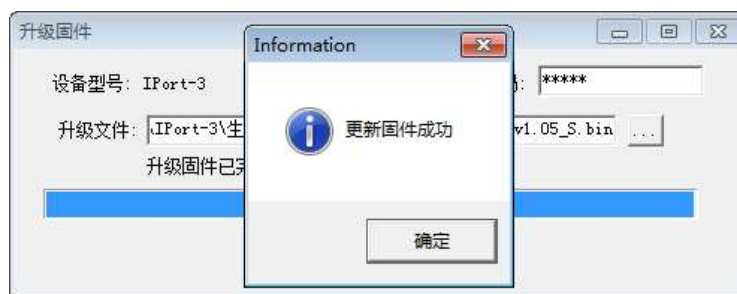 升级固件
Information
设备型号: IPort-3
*****
升级文件: IPort-3\生 v1.05_S.bin ...
更新固件成功
升级固件已
确定